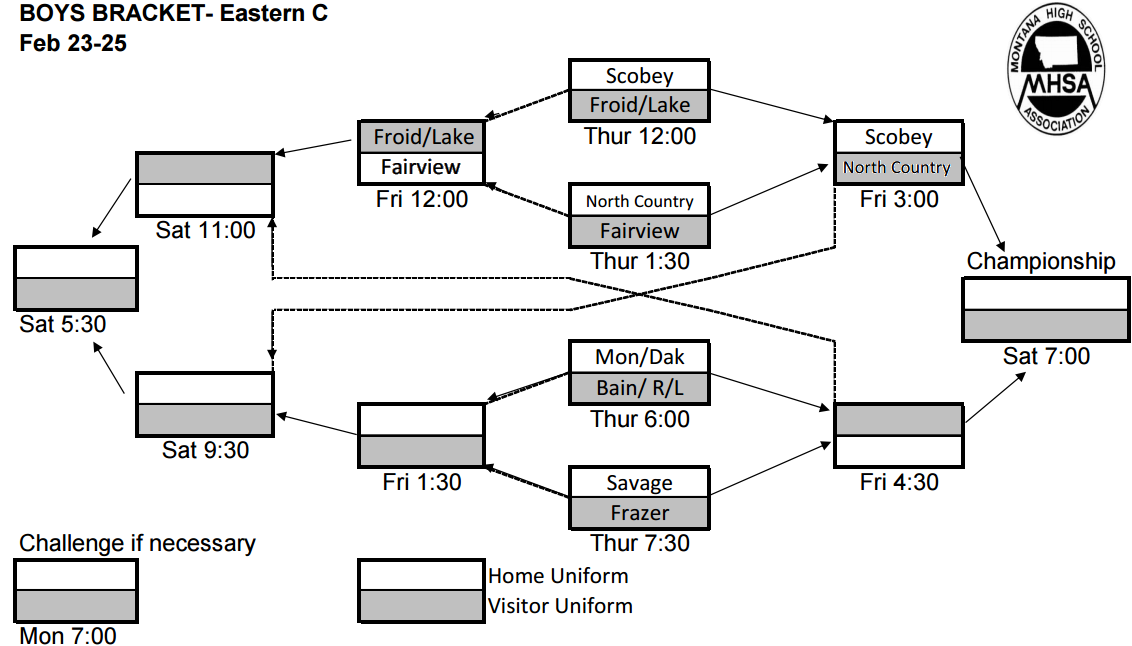 BOYS BRACKET- Eastern C
Feb 23-25
MONTANA HIGH SCHOOL
MHSA
ASSOCIATION
Scobey
Froid/Lake
Thur 12:00
Froid/Lake
Fairview
Fri 12:00
Scobey
North Country
Fri 3:00
Sat 11:00
North Country
Fairview
Thur 1:30
Championship
Sat 7:00
Sat 5:30
Mon/Dak
Bain/ R/L
Thur 6:00
Sat 9:30
Fri 1:30
Fri 4:30
Savage
Frazer
Thur 7:30
Challenge if necessary
Mon 7:00
Home Uniform
Visitor Uniform